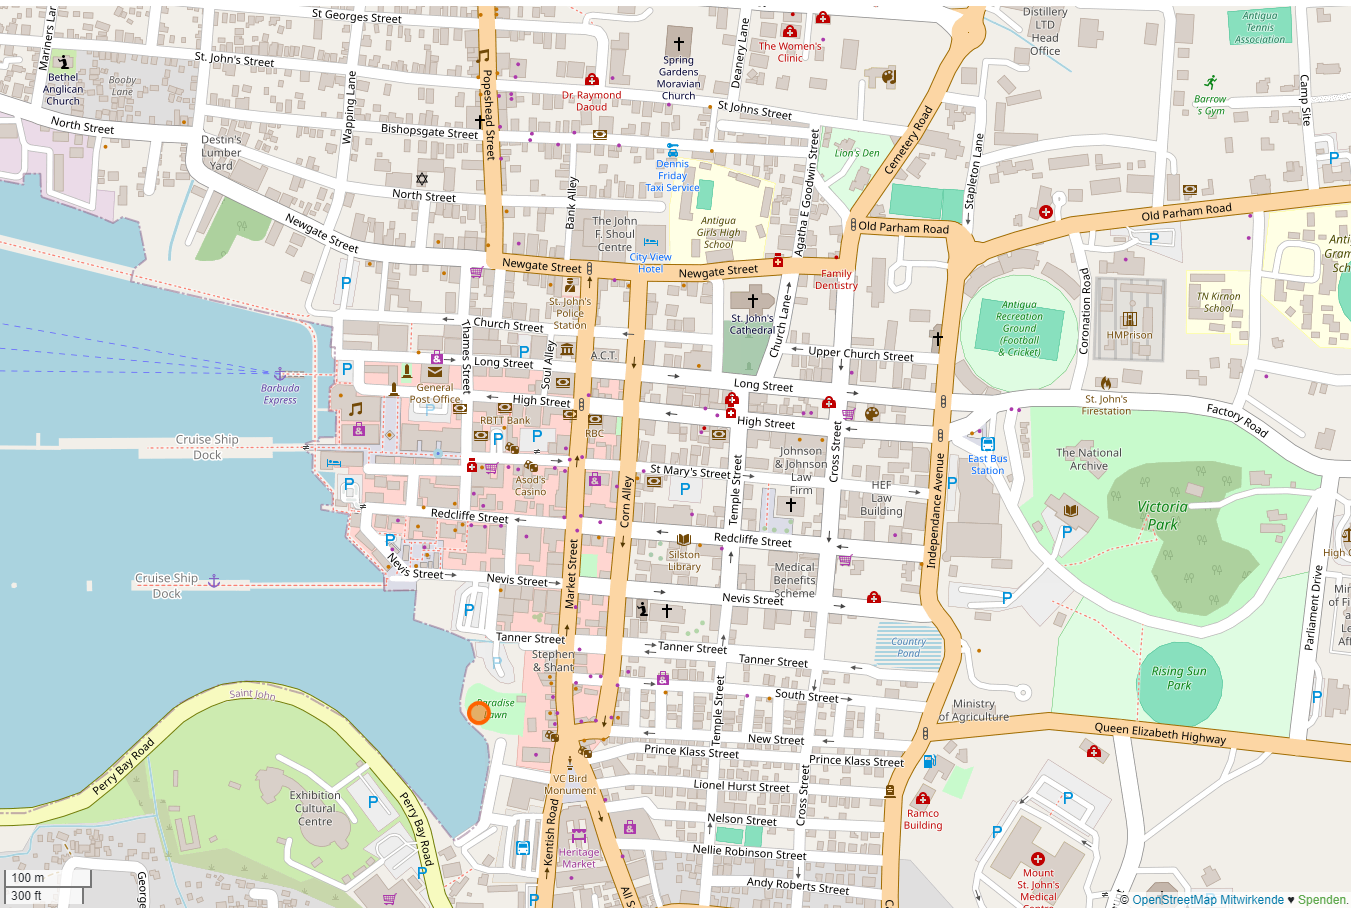 St Georges Street
Mariners Lan
Deanery Lane
Distillery
LTD
Head
Office
Antigua
Tennis
Association
The Women's
Clinic
St. John's Street
Spring
Gardens
Moravian
Church
Bethel
Anglican
Church
Booby
Lane
Wapping Lane
Popeshead Street
Dr. Raymond
Daoud
St Johns Street
Barrow
's Gym
Camp Site
North Street
Bishopsgate Street
Destin's
Lumber
Yard
Lion's Den
Cemetery Road
Stapleton Lane
Agatha E Goodwin Street
Dennis
Friday
Taxi Service
North Street
Bank Alley
Newgate Street
The John
F. Shoul
Centre
Antigua
Girls High
School
Old Parham Road
Old Parham Road
City View
Hotel
Newgate Street
Newgate Street
Family
Dentistry
Antig
Gram
Sch
St. John's
Police
Station
St. John's
Cathedral
Church Lane
Antigua
Recreation
Ground
(Football
& Cricket)
Coronation Road
TN Kirnon
School
HMPrison
Church Street
Thames Street
Soul Alley
A.C.T.
Upper Church Street
Long Street
Long Street
Barbuda
Express
General
Post Office
High Street
High Street
St. John's
Firestation
Factory Road
RBTT Bank
RBC
Cruise Ship
Dock
Cross Street
Johnson
& Johnson
Law
Firm
East Bus
Station
The National
Archive
St Mary's Street
Temple Street
Asod's
Casino
HEF
Law
Building
Corn Alley
Independance Avenue
Victoria
Park
Redcliffe Street
Redcliffe Street
Silston
Library
High C
Nevis Street
Nevis Street
Nevis Street
Market Street
Medical
Benefits
Scheme
Cruise Ship
Dock
Parliament Drive
Min
of Fi
a
Le
Aff
Tanner Street
Tanner Street
Tanner Street
Country
Pond
Stephen
& Shant
Rising Sun
Park
Saint John
Paradise
Lawn
South Street
Temple Street
Ministry
of Agriculture
New Street
Queen Elizabeth Highway
Perry Bay Road
Prince Klass Street
Prince Klass Street
VC Bird
Monument
Lionel Hurst Street
Cross Street
Exhibition
Cultural
Centre
Perry Bay Road
Kentish Road
Nelson Street
Ramco
Building
Heritage
Market
Nellie Robinson Street
Mount
St. John's
Medical
Centre
George
All S
Andy Roberts Street
100 m
300 ft
© OpenStreetMap Mitwirkende ♥ Spenden.